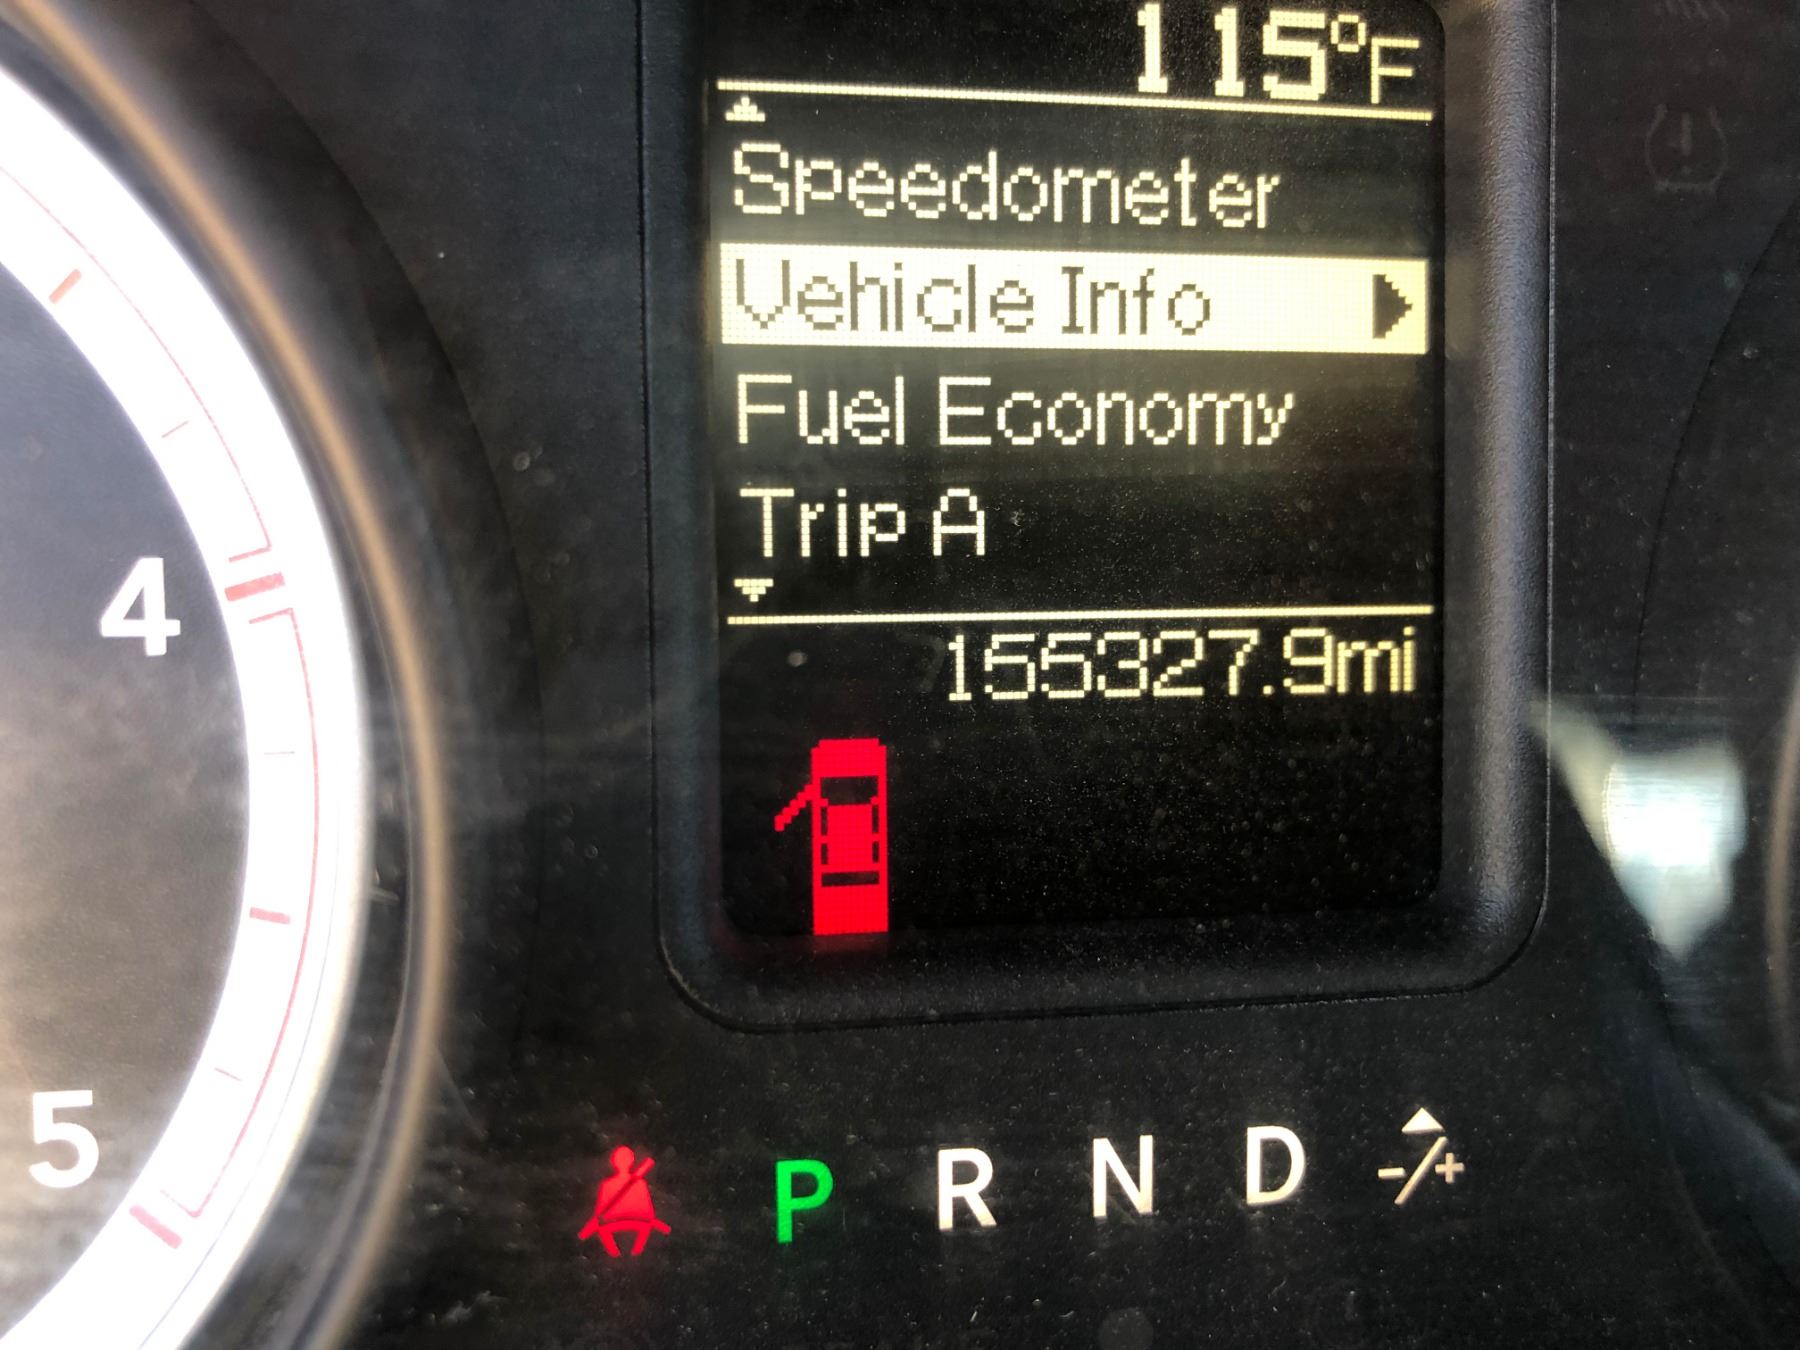 115°F
Speedometer
Vehicle Info
Fuel Economy
Trip A
155327.9mi
4
5
P R N D -/+